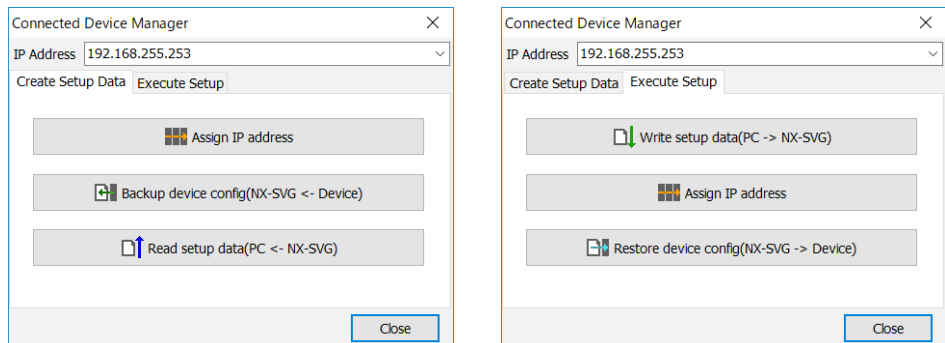 Connected Device Manager
IP Address 192.168.255.253
Create Setup Data Execute Setup
Assign IP address
Backup device config(NX-SVG <- Device)
Read setup data(PC <- NX-SVG)
Close
Connected Device Manager
IP Address 192.168.255.253
Create Setup Data Execute Setup
Write setup data(PC -> NX-SVG)
Assign IP address
Restore device config(NX-SVG -> Device)
Close